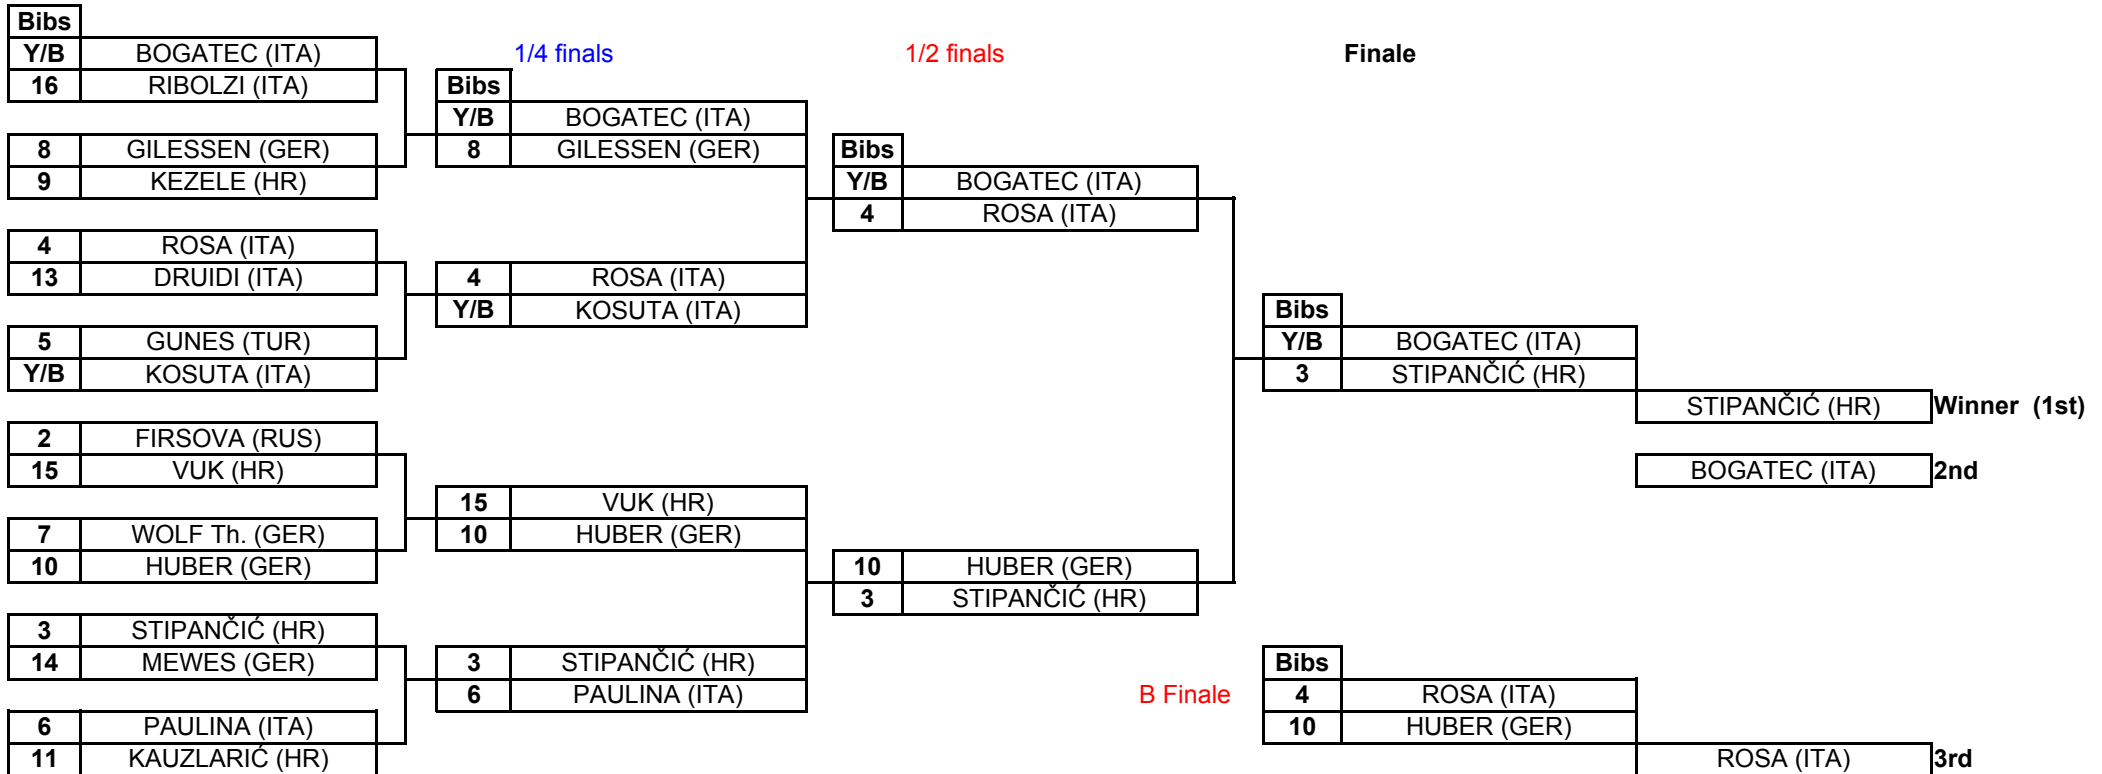 Bibs
Y/B BOGATEC (ITA) 1/4 finals 1/2 finals Finale
16 RIBOLZI (ITA) Bibs
Y/B BOGATEC (ITA)
8 GILESSEN (GER) 8 GILESSEN (GER) Bibs
9 KEZELE (HR) Y/B BOGATEC (ITA)
4 ROSA (ITA)
4 ROSA (ITA)
13 DRUIDI (ITA) 4 ROSA (ITA)
Y/B KOSUTA (ITA) Bibs
5 GUNES (TUR) Y/B BOGATEC (ITA)
Y/B KOSUTA (ITA) 3 STIPANČIĆ (HR)
STIPANČIĆ (HR) Winner (1st)
2 FIRSOVA (RUS)
15 VUK (HR) BOGATEC (ITA) 2nd
15 VUK (HR)
7 WOLF Th. (GER) 10 HUBER (GER)
10 HUBER (GER) 10 HUBER (GER)
3 STIPANČIĆ (HR)
3 STIPANČIĆ (HR)
14 MEWES (GER) 3 STIPANČIĆ (HR) Bibs
6 PAULINA (ITA) B Finale 4 ROSA (ITA)
6 PAULINA (ITA) 10 HUBER (GER)
11 KAUZLARIĆ (HR) ROSA (ITA) 3rd